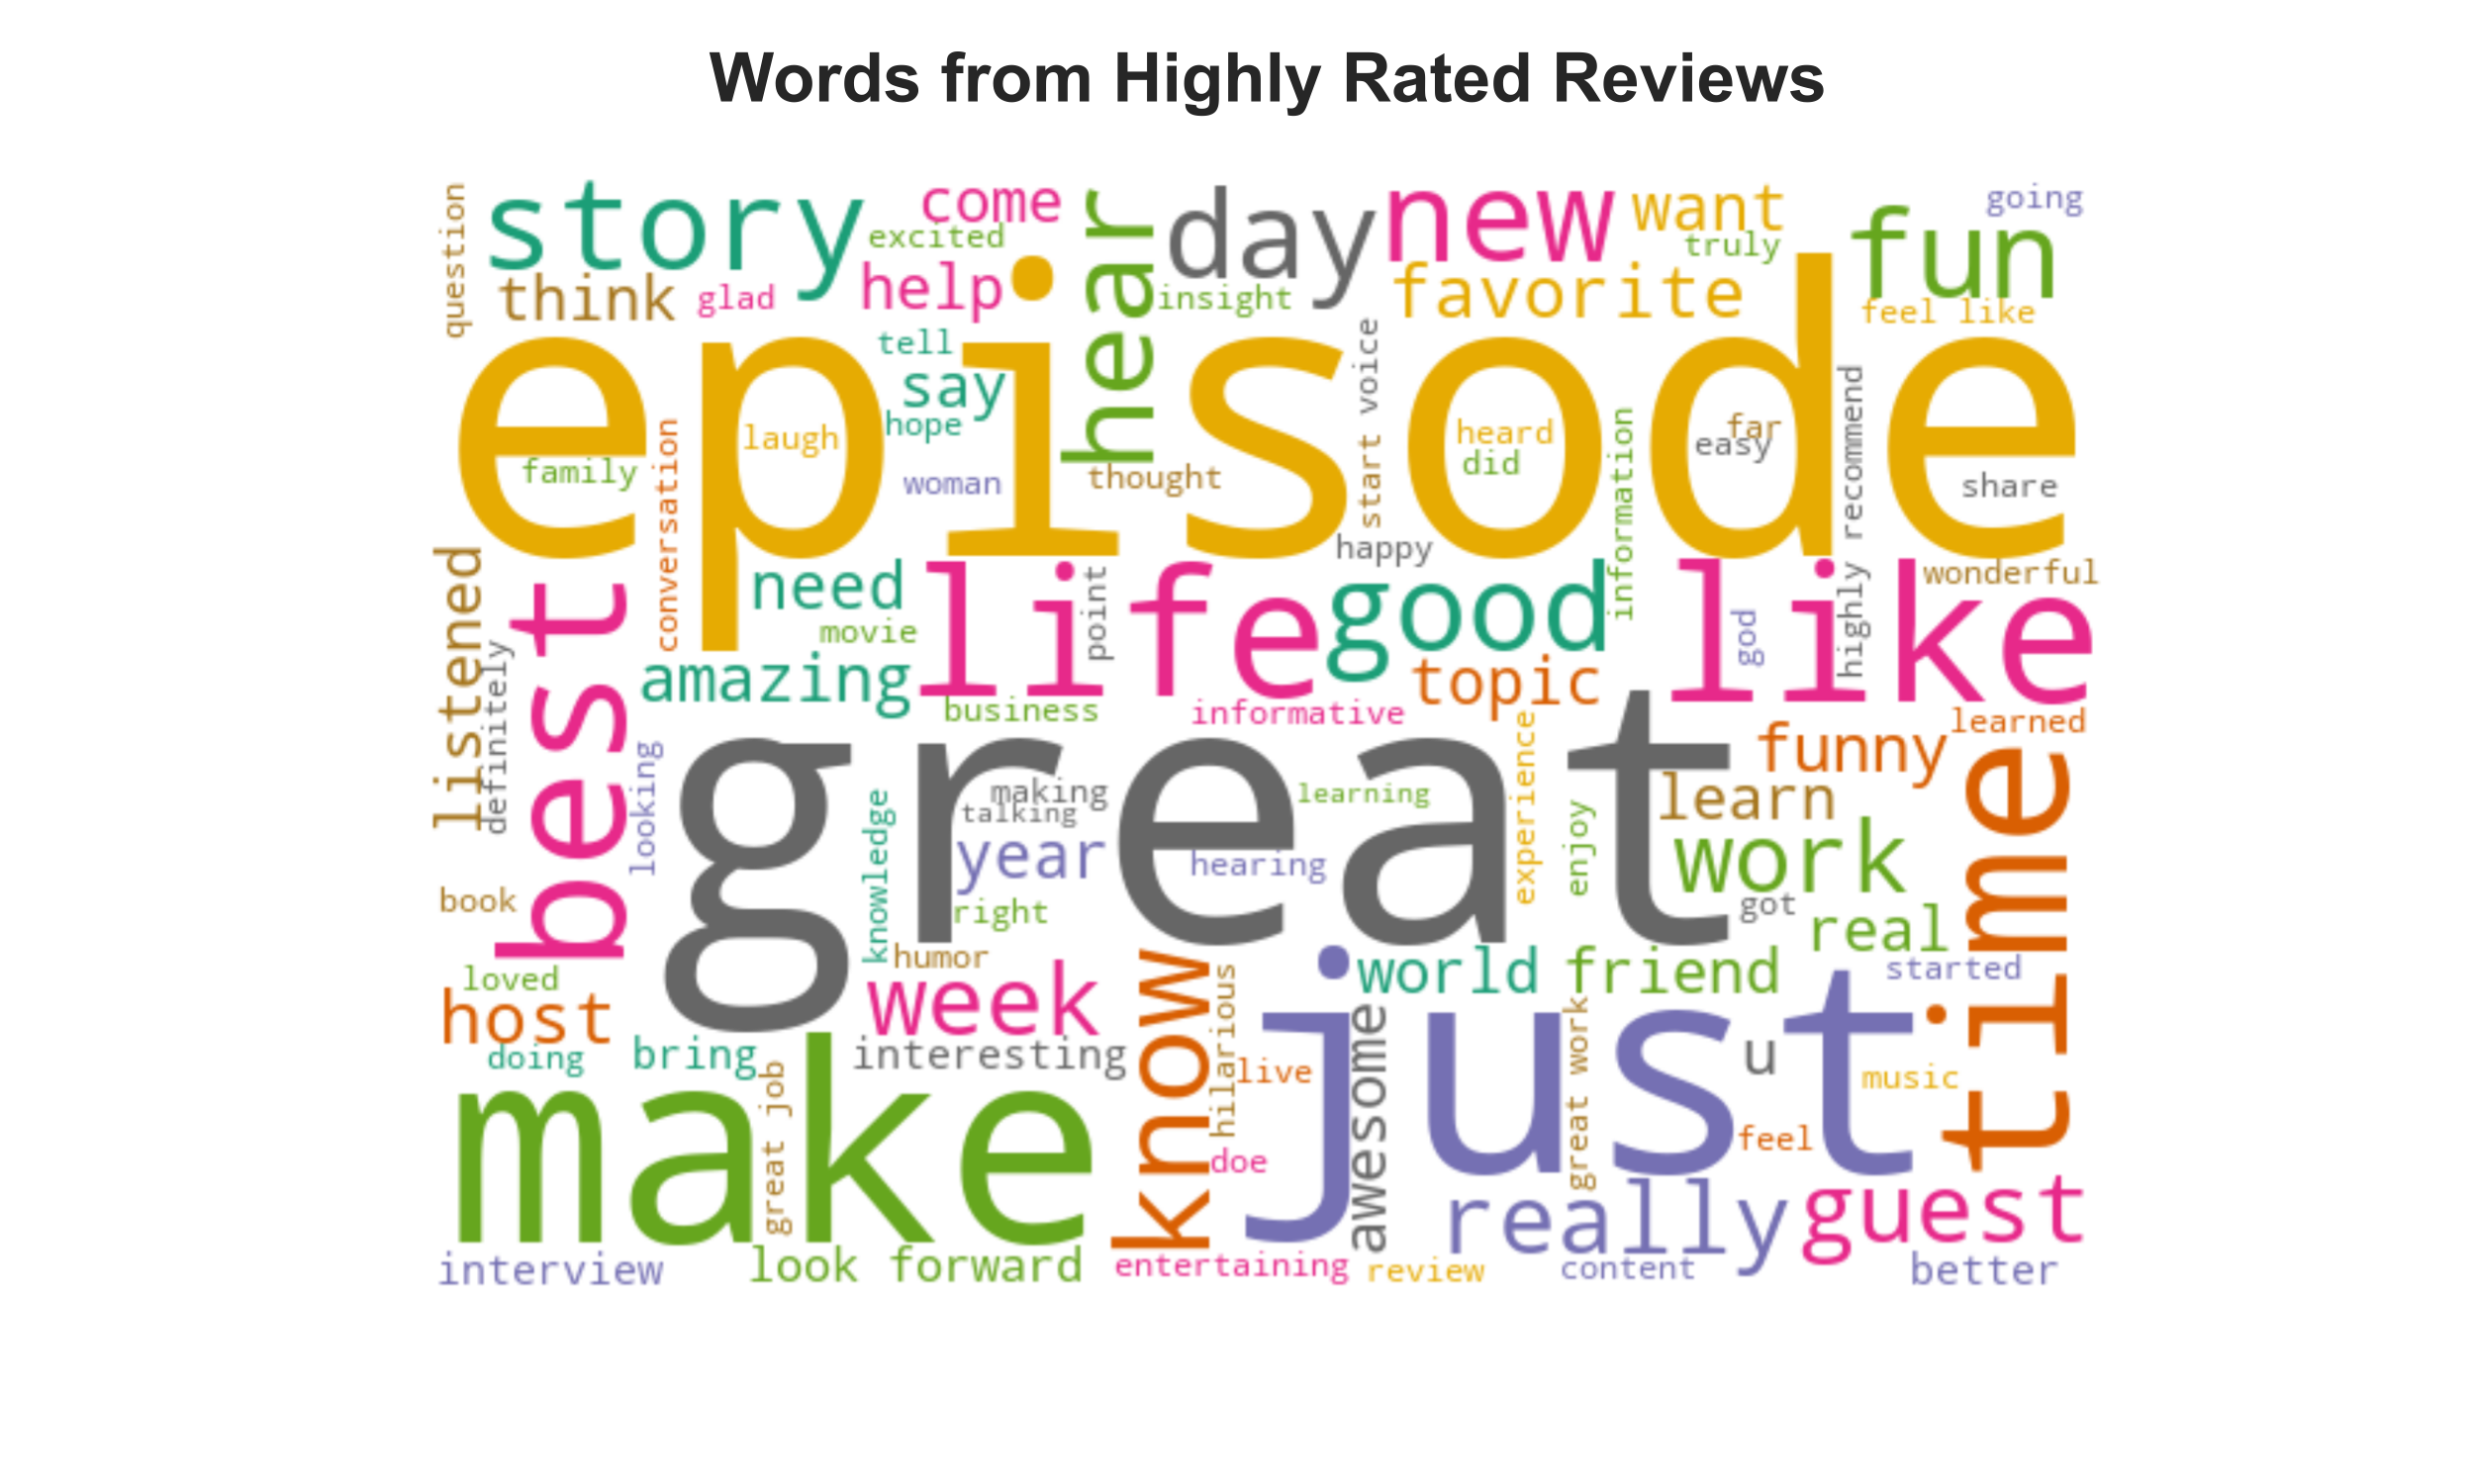 Words from Highly Rated Reviews
question
story
come
excited
hear
day
new
want
truly
fun
going
think
glad
help
insight
favorite
feel like
episode
tell
say
hope
laugh
family
conversation
woman
thought
start
voice
heard
did
information
far
easy
highly recommend
share
happy
listened
definitely
best
need
movie
amazing
life
point
good
topic
god
like
wonderful
business
informative
learned
looking
great
making
talking
year
right
knowledge
learning
hearing
experience
enjoy
funny
learn
work
got
real
time
book
loved
host
doing
bring
humor
week
interesting
know
hilarious
live
world
friend
started
just
awesome
great work
u
music
feel
make
great job
doe
really
guest
interview
look forward
entertaining
review
content
better